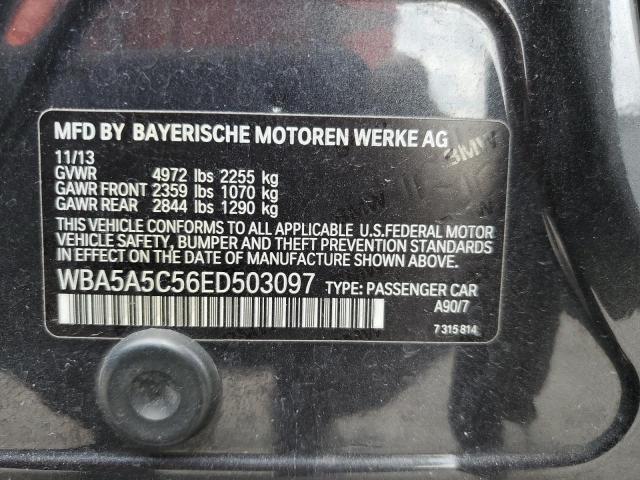 MFD BY BAYERISCHE MOTOREN WERKE AG
11/13
GVWR 4972 lbs 2255 kg
GAWR FRONT 2359 lbs 1070 kg
GAWR REAR 2844 lbs 1290 kg
THIS VEHICLE CONFORMS TO ALL APPLICABLE U.S.FEDERAL MOTOR
VEHICLE SAFETY, BUMPER AND THEFT PREVENTION STANDARDS
IN EFFECT ON THE DATE OF MANUFACTURE SHOWN ABOVE.
WBA5A5C56ED503097 TYPE: PASSENGER CAR
A90/7
7 315 814
BMW